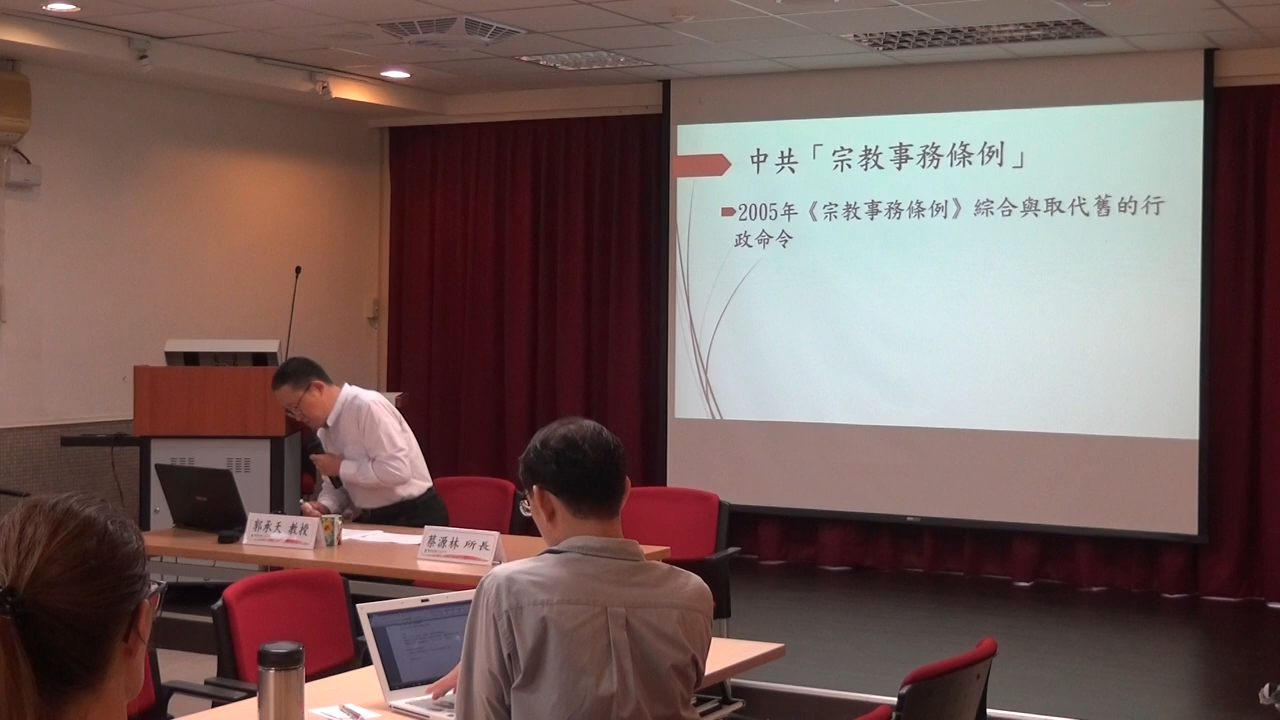 中共「宗教事務條例」
2005年《宗教事務條例》綜合與取代舊的行
政命令
郭承天 教授
蔡源林 所長